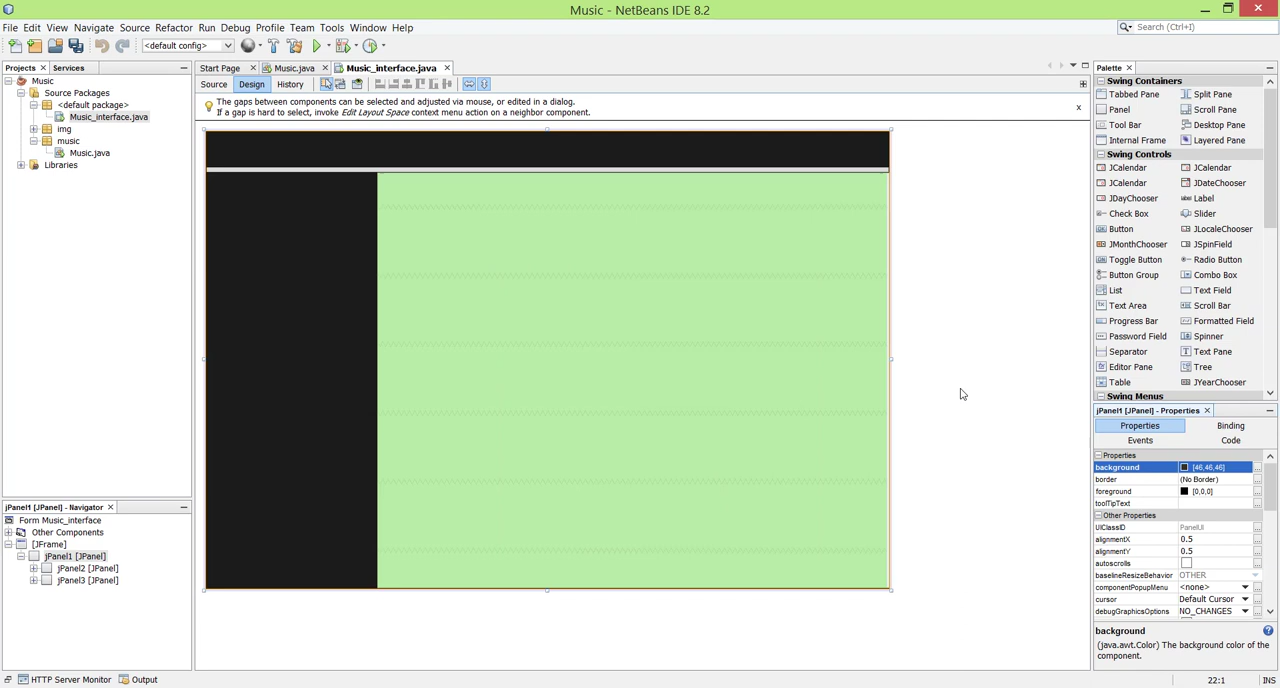 Music - NetBeans IDE 8.2
File Edit View Navigate Source Refactor Run Debug Profile Team Tools Window Help
Search (Ctrl+I)
<default config>
Projects Services
Music
Source Packages
<default package>
Music_interface.java
img
music
Music.java
Libraries
Start Page Music.java Music_interface.java
Source Design History
The gaps between components can be selected and adjusted via mouse, or edited in a dialog.
If a gap is hard to select, invoke Edit Layout Space context menu action on a neighbor component.
x
Palette
Swing Containers
Tabbed Pane Split Pane
Panel Scroll Pane
Tool Bar Desktop Pane
Internal Frame Layered Pane
Swing Controls
JCalendar JCalendar
JCalendar JDateChooser
JDayChooser Label
Check Box Slider
Button JLocaleChooser
JMonthChooser JSpinField
Toggle Button Radio Button
Button Group Combo Box
List Text Field
Text Area Scroll Bar
Progress Bar Formatted Field
Password Field Spinner
Separator Text Pane
Editor Pane Tree
Table JYearChooser
Swing Menus
jPanel1 [JPanel] - Properties
Properties Binding
Events Code
Properties
background [46,46,46]
border (No Border)
foreground [0,0,0]
toolTipText
Other Properties
UIClassID PanelUI
alignmentX 0.5
alignmentY 0.5
autoscrolls
baselineResizeBehavior OTHER
componentPopupMenu <none>
cursor Default Cursor
debugGraphicsOptions NO_CHANGES
background
(java.awt.Color) The background color of the
component.
jPanel1 [JPanel] - Navigator
Form Music_interface
Other Components
[JFrame]
jPanel1 [JPanel]
jPanel2 [JPanel]
jPanel3 [JPanel]
HTTP Server Monitor Output
22:1 INS